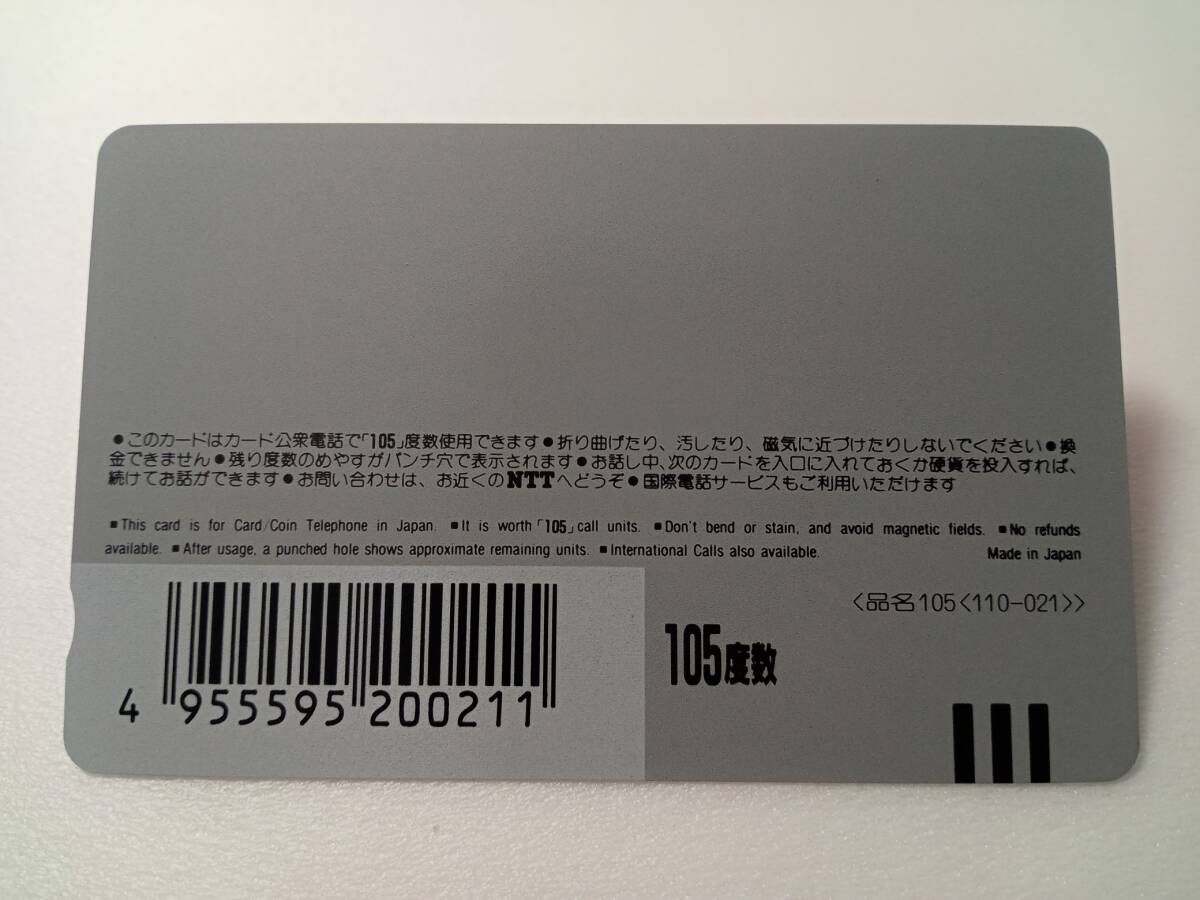 ●このカードはカード公衆電話で「105」度数使用できます●折り曲げたり、汚したり、磁気に近づけたりしないでください●換
金できません●残り度数のめやすがパンチ穴で表示されます●お話し中、次のカードを入口に入れておくか硬貨を投入すれば、
続けてお話ができます●お問い合わせは、お近くのNTTへどうぞ●国際電話サービスもご利用いただけます
■This card is for Card/Coin Telephone in Japan. ■It is worth「105」call units. ■Don't bend or stain, and avoid magnetic fields. ■No refunds
available. ■After usage, a punched hole shows approximate remaining units. ■International Calls also available. Made in Japan
〈品名105〈110-021〉〉
105度数
4 955595 200211